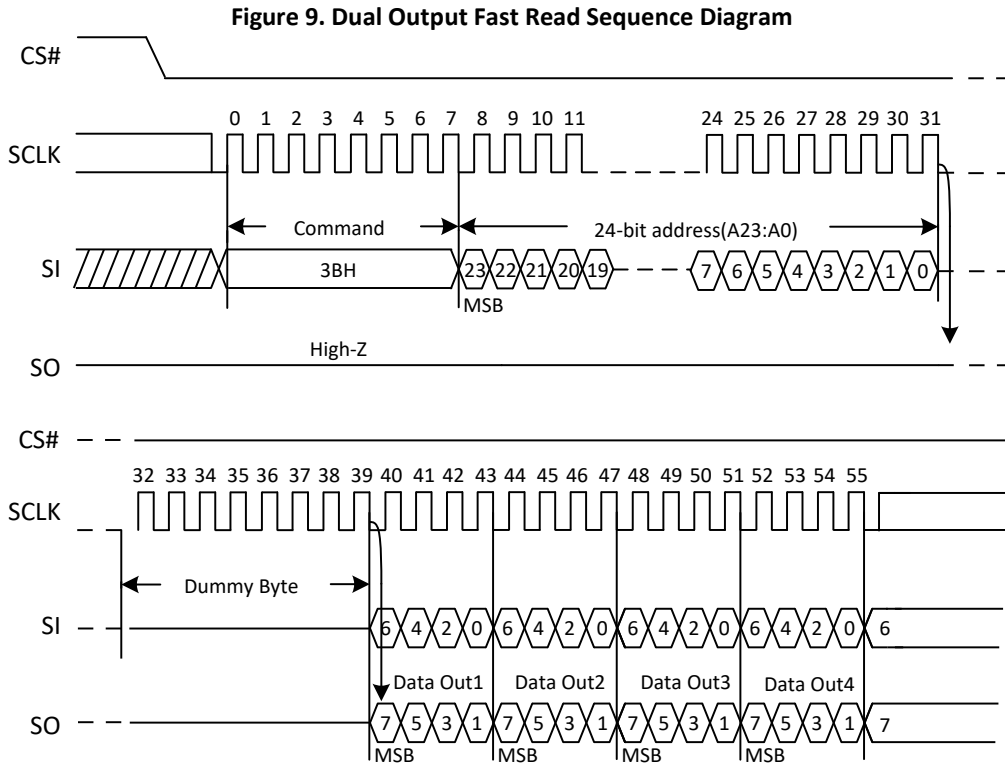 Figure 9. Dual Output Fast Read Sequence Diagram
CS#
0 1 2 3 4 5 6 7 8 9 10 11 24 25 26 27 28 29 30 31
SCLK
Command 24-bit address(A23:A0)
SI 3BH 23 22 21 20 19 7 6 5 4 3 2 1 0
MSB
High-Z
SO
CS#
32 33 34 35 36 37 38 39 40 41 42 43 44 45 46 47 48 49 50 51 52 53 54 55
SCLK
Dummy Byte
SI 6 4 2 0 6 4 2 0 6 4 2 0 6 4 2 0 6
Data Out1 Data Out2 Data Out3 Data Out4
SO 7 5 3 1 7 5 3 1 7 5 3 1 7 5 3 1 7
MSB MSB MSB MSB